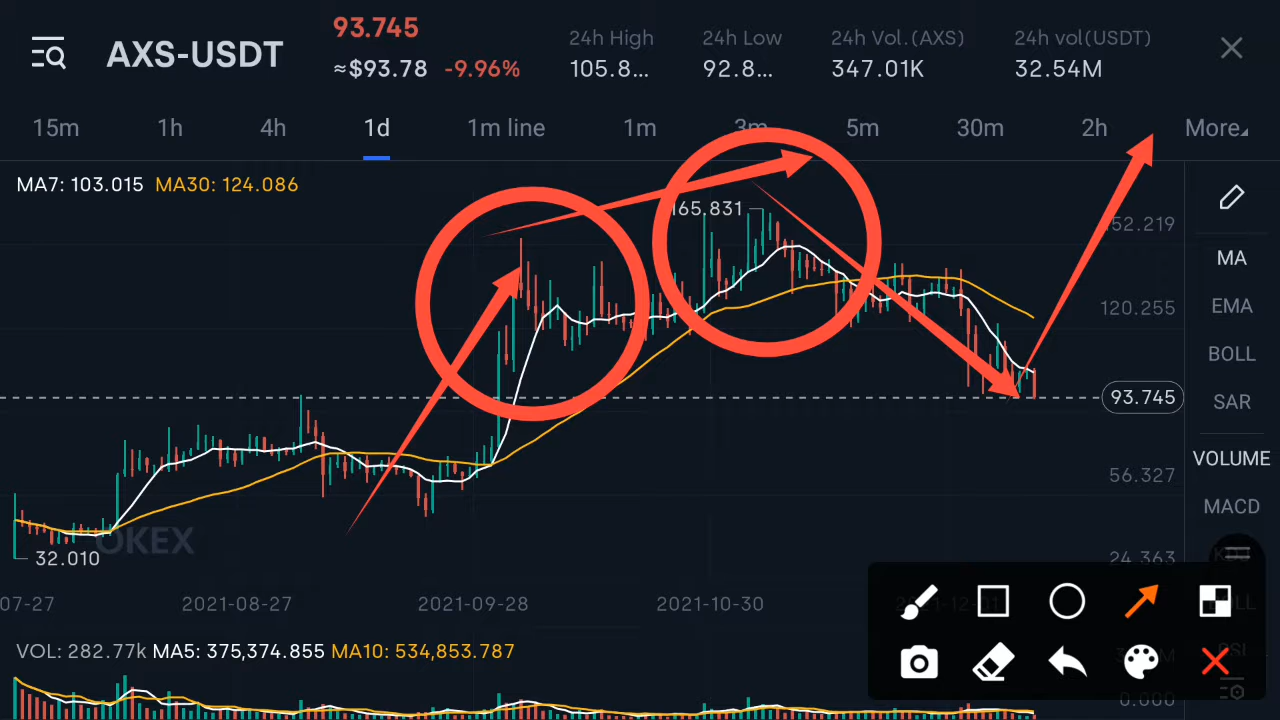 AXS-USDT
93.745
≈$93.78 -9.96%
24h High 24h Low 24h Vol.(AXS) 24h vol(USDT)
105.8... 92.8... 347.01K 32.54M
15m 1h 4h 1d 1m line 1m 3m 5m 30m 2h More
MA7: 103.015 MA30: 124.086
165.831
52.219
MA
EMA
120.255
BOLL
93.745
SAR
VOLUME
56.327
MACD
OKEX
32.010
24.363
07-27 2021-08-27 2021-09-28 2021-10-30
VOL: 282.77k MA5: 375,374.855 MA10: 534,853.787
0.000